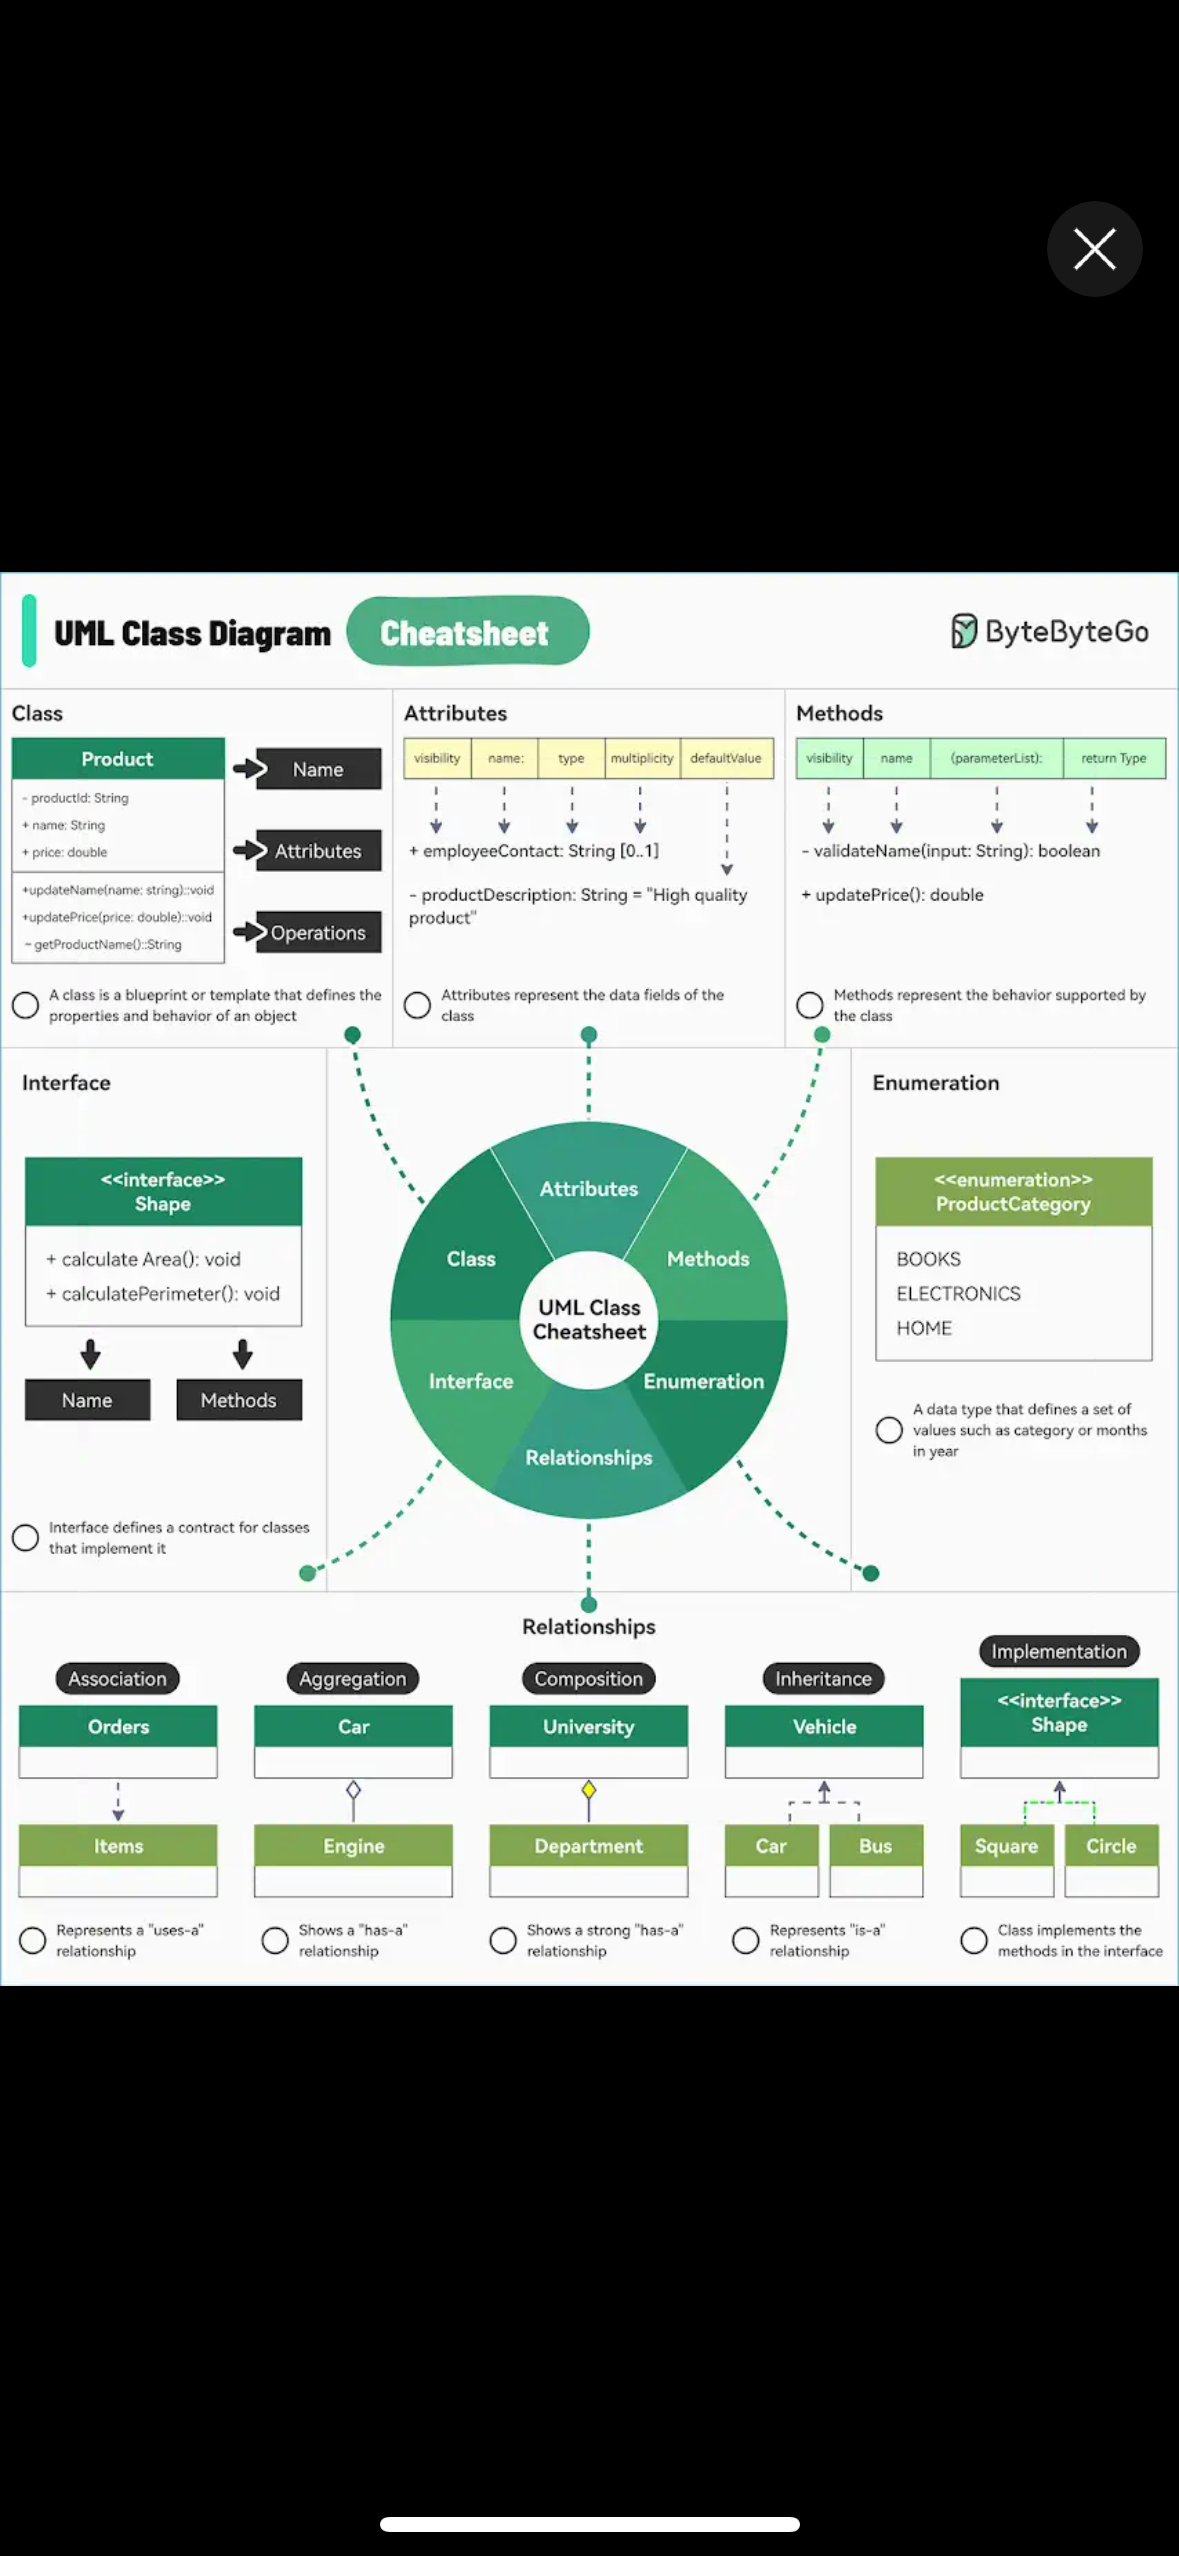 UML Class Diagram Cheatsheet
ByteByteGo
Class
Product
- productId: String
+ name: String
+ price: double
+updateName(name: string)::void
+updatePrice(price: double)::void
~ getProductName()::String
Name
Attributes
Operations
A class is a blueprint or template that defines the
properties and behavior of an object
Attributes
visibility name: type multiplicity defaultValue
+ employeeContact: String [0..1]
- productDescription: String = "High quality
product"
Attributes represent the data fields of the
class
Methods
visibility name (parameterList): return Type
- validateName(input: String): boolean
+ updatePrice(): double
Methods represent the behavior supported by
the class
Interface
<<interface>>
Shape
+ calculate Area(): void
+ calculatePerimeter(): void
Name
Methods
Interface defines a contract for classes
that implement it
Attributes
Class
Methods
UML Class
Cheatsheet
Interface
Enumeration
Relationships
Enumeration
<<enumeration>>
ProductCategory
BOOKS
ELECTRONICS
HOME
A data type that defines a set of
values such as category or months
in year
Relationships
Association
Orders
Items
Represents a "uses-a"
relationship
Aggregation
Car
Engine
Shows a "has-a"
relationship
Composition
University
Department
Shows a strong "has-a"
relationship
Inheritance
Vehicle
Car
Bus
Represents "is-a"
relationship
Implementation
<<interface>>
Shape
Square
Circle
Class implements the
methods in the interface